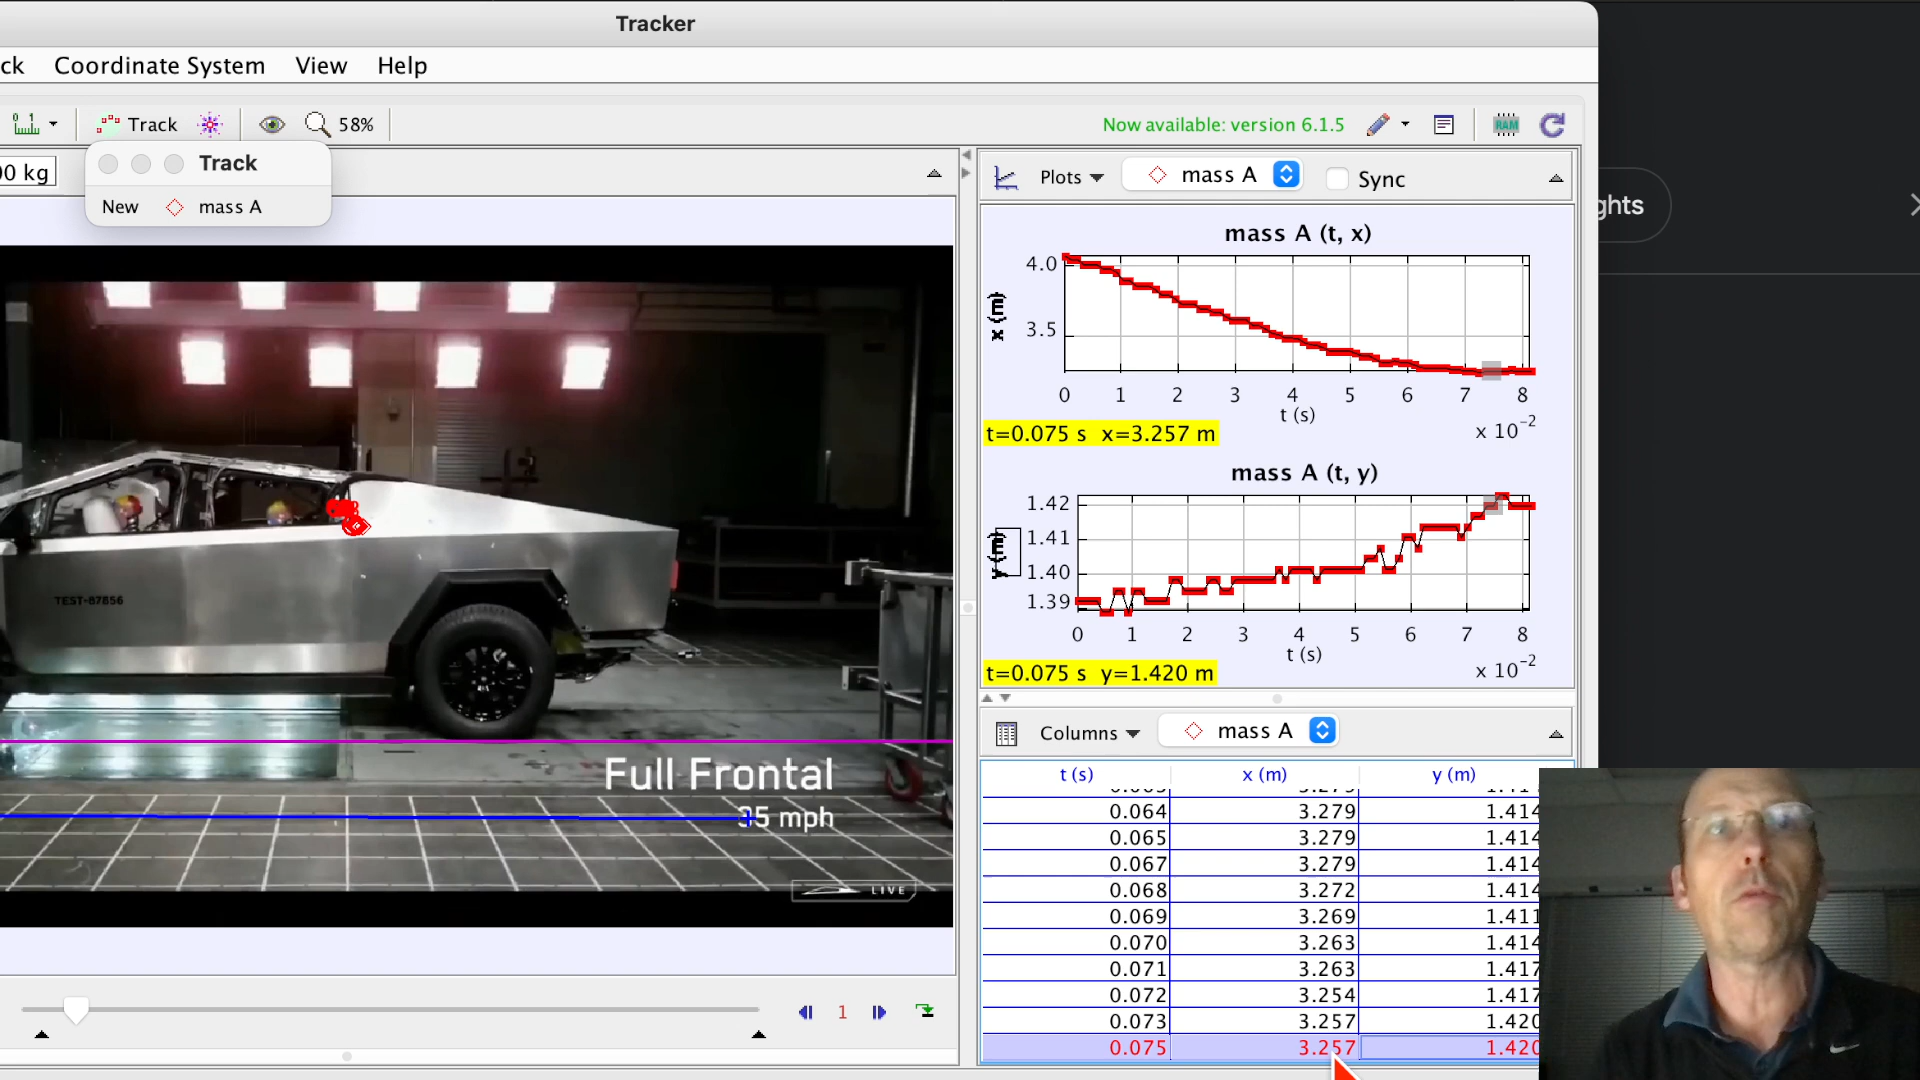 Tracker
ck Coordinate System View Help
0 1 Track 58% Now available: version 6.1.5 RAM
Track
New mass A
00 kg
Plots mass A Sync
ghts
mass A (t, x)
x (m)
4.0
3.5
0 1 2 3 4 5 6 7 8
t (s)
x 10-2
t=0.075 s x=3.257 m
mass A (t, y)
y (m)
1.42
1.41
1.40
1.39
0 1 2 3 4 5 6 7 8
t (s)
x 10-2
t=0.075 s y=1.420 m
TEST-87856
Full Frontal
35 mph
LIVE
1
Columns mass A
t (s) x (m) y (m)
0.064 3.279 1.414
0.065 3.279 1.414
0.067 3.279 1.414
0.068 3.272 1.414
0.069 3.269 1.411
0.070 3.263 1.414
0.071 3.263 1.417
0.072 3.254 1.417
0.073 3.257 1.420
0.075 3.257 1.420